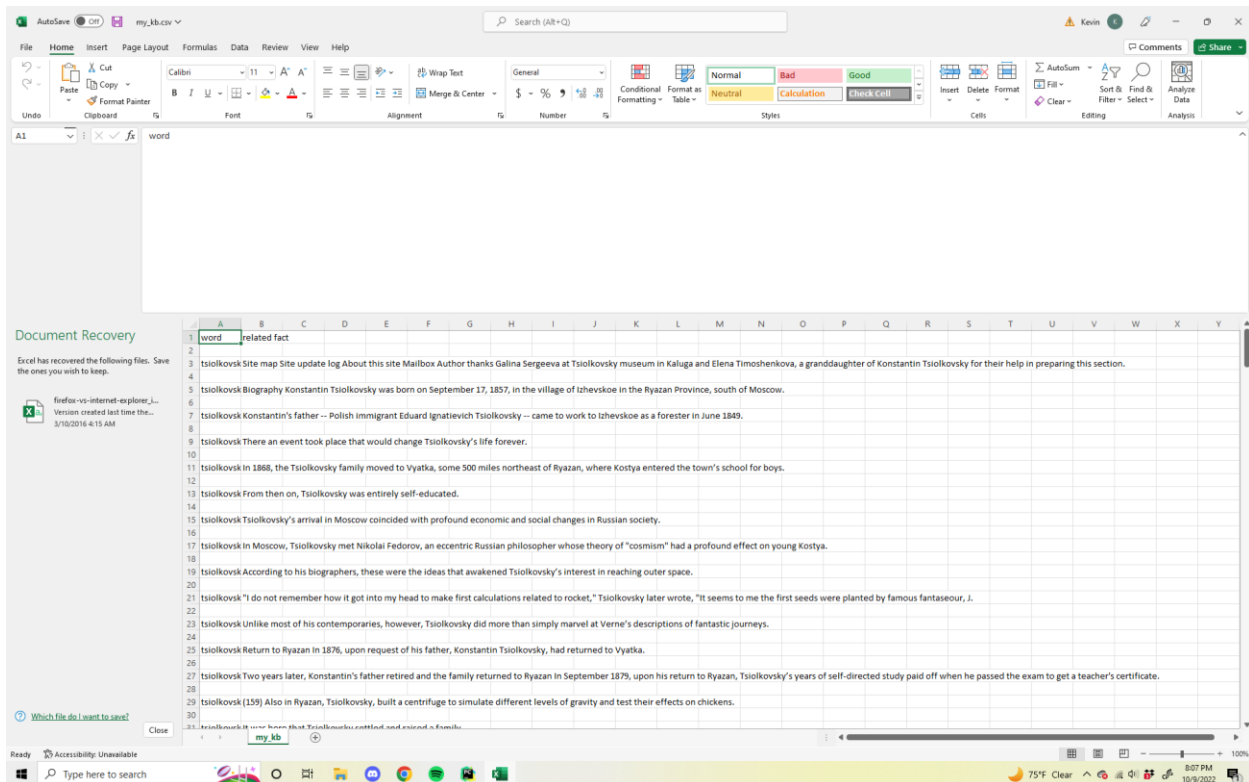 AutoSave Off my_kb.csv Search (Alt+Q) Kevin K
File Home Insert Page Layout Formulas Data Review View Help Comments Share
Paste Cut Copy Format Painter
Calibri 11 A A Wrap Text General
B I U A Merge & Center $ % 9 Conditional Formatting Format as Table
Normal Bad Good
Neutral Calculation Check Cell
Insert Delete Format
AutoSum Fill Clear Sort & Filter Find & Select Analyze Data
Undo Clipboard Font Alignment Number Styles Cells Editing Analysis
A1 fx word
Document Recovery
Excel has recovered the following files. Save
the ones you wish to keep.
firefox-vs-internet-explorer_i...
Version created last time the...
3/10/2016 4:15 AM
Which file do I want to save?
Close
A B C D E F G H I J K L M N O P Q R S T U V W X Y
1 word related fact
2
3 tsiolkovsk Site map Site update log About this site Mailbox Author thanks Galina Sergeeva at Tsiolkovsky museum in Kaluga and Elena Timoshenkova, a granddaughter of Konstantin Tsiolkovsky for their help in preparing this section.
4
5 tsiolkovsk Biography Konstantin Tsiolkovsky was born on September 17, 1857, in the village of Izhevskoe in the Ryazan Province, south of Moscow.
6
7 tsiolkovsk Konstantin's father -- Polish immigrant Eduard Ignatievich Tsiolkovsky -- came to work to Izhevskoe as a forester in June 1849.
8
9 tsiolkovsk There an event took place that would change Tsiolkovsky's life forever.
10
11 tsiolkovsk In 1868, the Tsiolkovsky family moved to Vyatka, some 500 miles northeast of Ryazan, where Kostya entered the town's school for boys.
12
13 tsiolkovsk From then on, Tsiolkovsky was entirely self-educated.
14
15 tsiolkovsk Tsiolkovsky's arrival in Moscow coincided with profound economic and social changes in Russian society.
16
17 tsiolkovsk In Moscow, Tsiolkovsky met Nikolai Fedorov, an eccentric Russian philosopher whose theory of "cosmism" had a profound effect on young Kostya.
18
19 tsiolkovsk According to his biographers, these were the ideas that awakened Tsiolkovsky's interest in reaching outer space.
20
21 tsiolkovsk "I do not remember how it got into my head to make first calculations related to rocket," Tsiolkovsky later wrote, "It seems to me the first seeds were planted by famous fantaseour, J.
22
23 tsiolkovsk Unlike most of his contemporaries, however, Tsiolkovsky did more than simply marvel at Verne's descriptions of fantastic journeys.
24
25 tsiolkovsk Return to Ryazan In 1876, upon request of his father, Konstantin Tsiolkovsky, had returned to Vyatka.
26
27 tsiolkovsk Two years later, Konstantin's father retired and the family returned to Ryazan In September 1879, upon his return to Ryazan, Tsiolkovsky's years of self-directed study paid off when he passed the exam to get a teacher's certificate.
28
29 tsiolkovsk (159) Also in Ryazan, Tsiolkovsky, built a centrifuge to simulate different levels of gravity and test their effects on chickens.
30
31 tsiolkovsk It was here that Tsiolkovsky settled and raised a family.
my_kb
Ready Accessibility: Unavailable 100%
Type here to search 75°F Clear 8:07 PM
10/9/2022